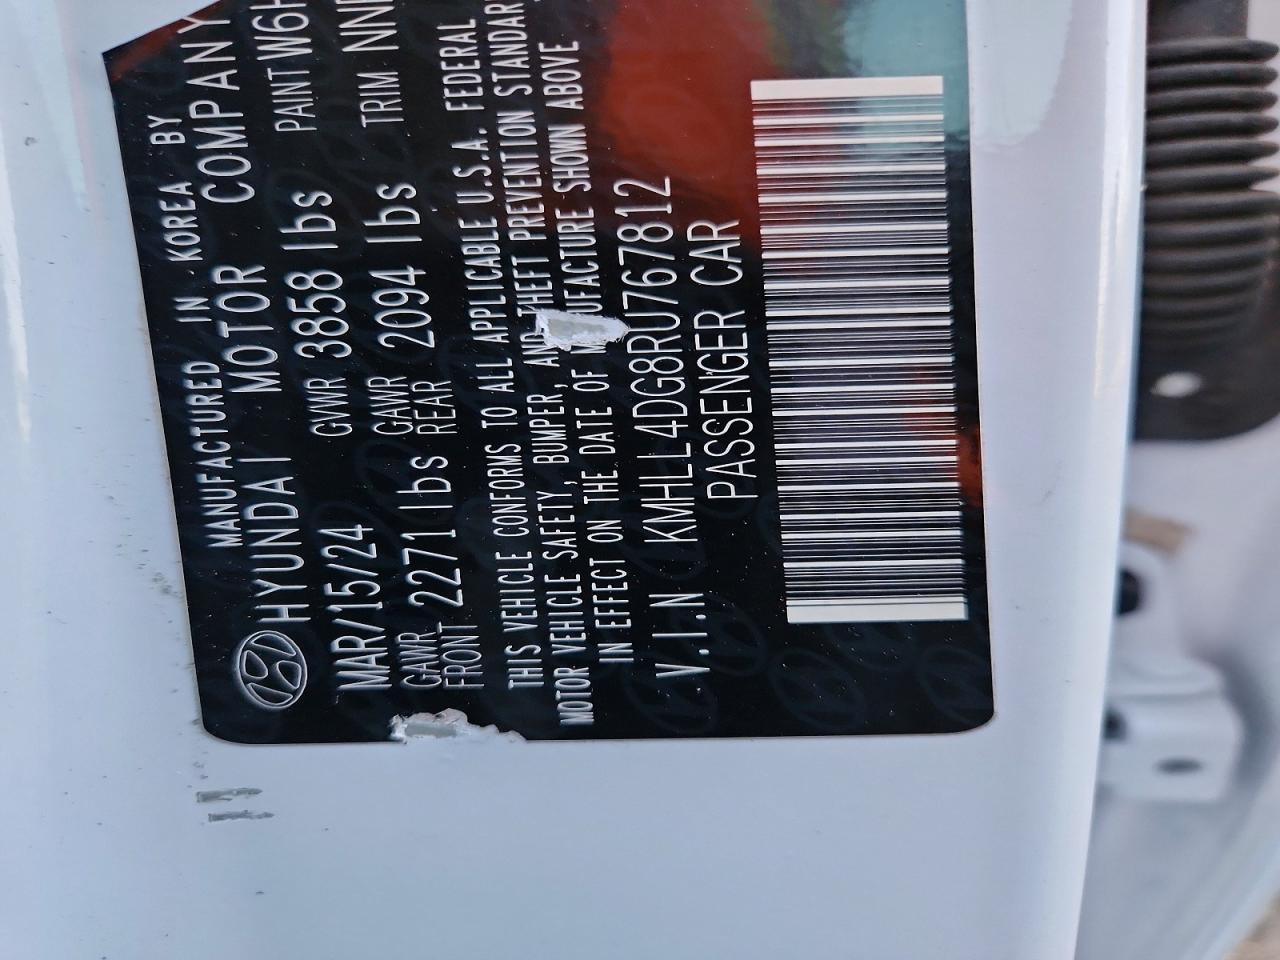 MANUFACTURED IN KOREA BY
HYUNDAI MOTOR COMPANY
MAR/15/24 GVWR 3858 lbs PAINT W6H
GAWR FRONT 2271 lbs GAWR REAR 2094 lbs TRIM NN
THIS VEHICLE CONFORMS TO ALL APPLICABLE U.S.A. FEDERAL
MOTOR VEHICLE SAFETY, BUMPER, AND THEFT PREVENTION STANDAR
IN EFFECT ON THE DATE OF MANUFACTURE SHOWN ABOVE
V.I.N KMHLL4DG8RU767812
PASSENGER CAR